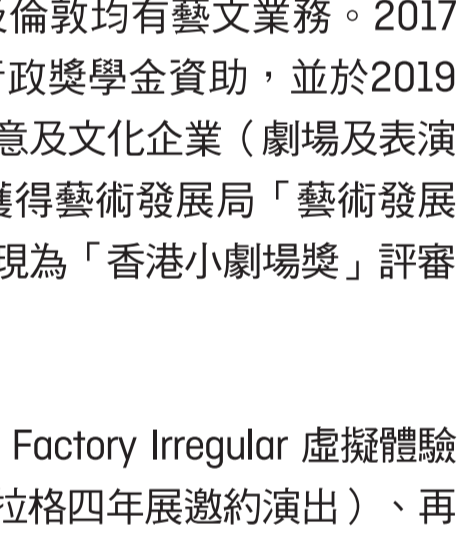 及倫敦均有藝文業務。2017
行政獎學金資助，並於2019
意及文化企業（劇場及表演
獲得藝術發展局「藝術發展
現為「香港小劇場獎」評審
Factory Irregular 虛擬體驗
拉格四年展邀約演出）、再